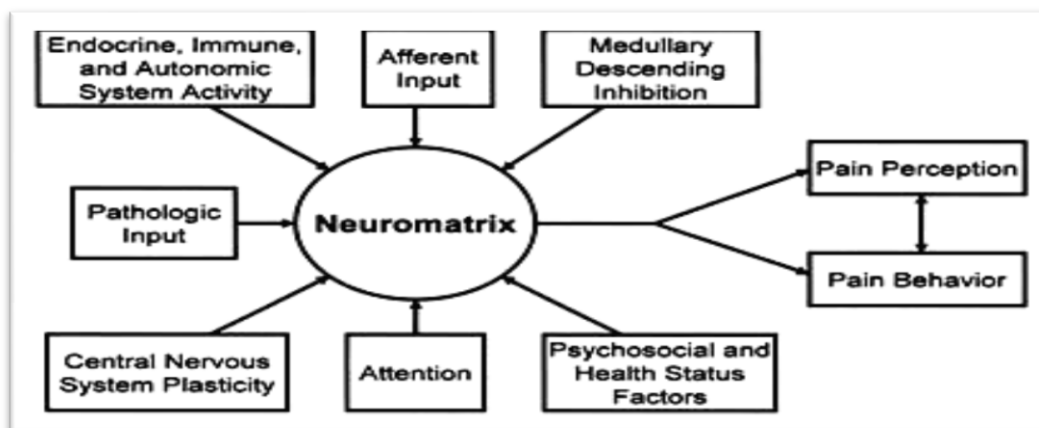 Endocrine, Immune,
and Autonomic
System Activity
Afferent
Input
Medullary
Descending
Inhibition
Pain Perception
Pathologic
Input
Neuromatrix
Pain Behavior
Central Nervous
System Plasticity
Attention
Psychosocial and
Health Status
Factors